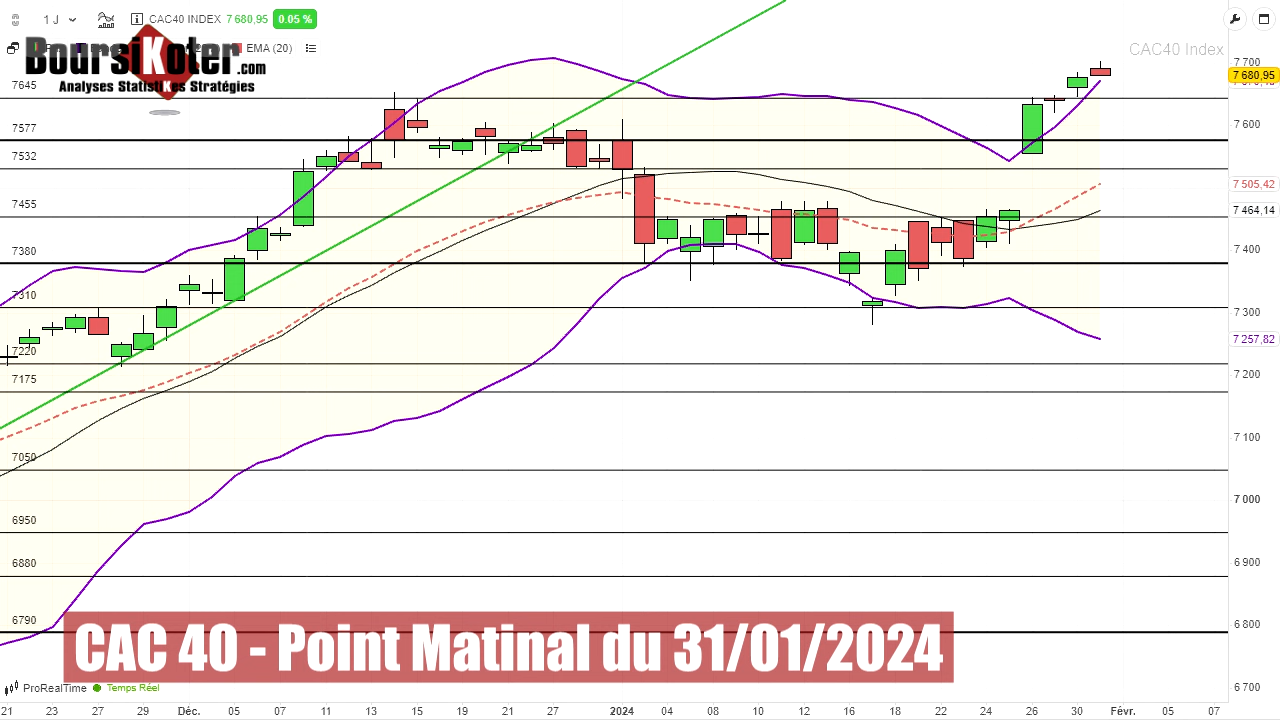 1 J
CAC40 INDEX 7 680,95 0.05 %
EMA (20)
BoursiKoter.com
Analyses StatistiKes Stratégies
CAC40 Index
7645
7577
7532
7455
7380
7310
7220
7175
7050
6950
6880
6790
7 700
7 680,95
7 600
7 505,42
7 464,14
7 400
7 300
7 257,82
7 200
7 100
7 000
6 900
6 800
6 700
CAC 40 - Point Matinal du 31/01/2024
ProRealTime Temps Réel
21 23 27 29 Déc. 05 07 11 13 15 19 21 27 2024 04 08 10 12 16 18 22 24 26 30 Févr. 05 07